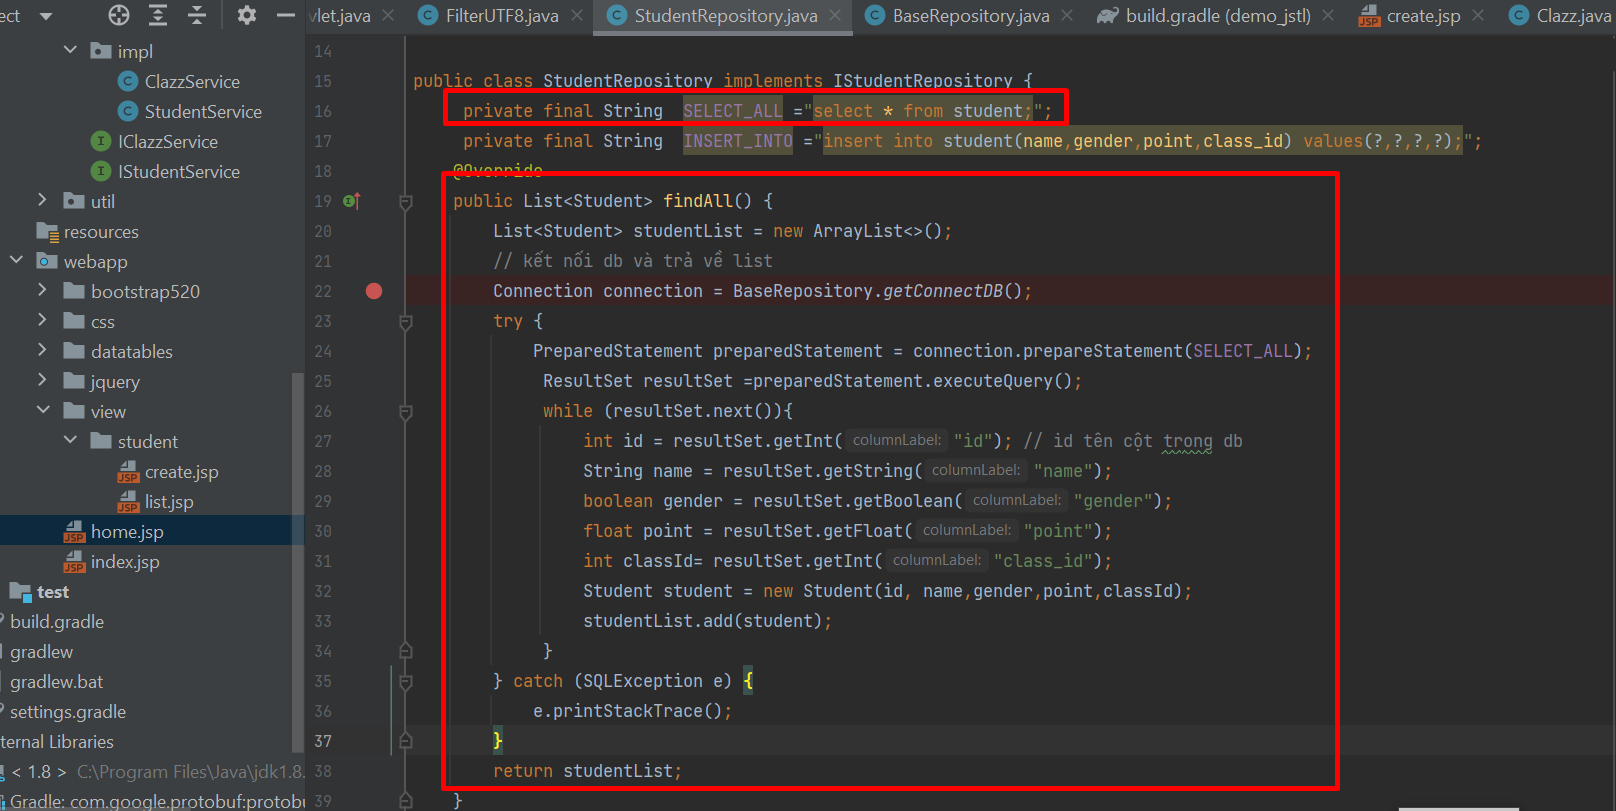 ect
vlet.java
FilterUTF8.java
StudentRepository.java
BaseRepository.java
build.gradle (demo_jstl)
create.jsp
Clazz.java
impl
ClazzService
StudentService
IClazzService
IStudentService
util
resources
webapp
bootstrap520
css
datatables
jquery
view
student
create.jsp
list.jsp
home.jsp
index.jsp
test
build.gradle
gradlew
gradlew.bat
settings.gradle
ternal Libraries
< 1.8 > C:\Program Files\Java\jdk1.8.
Gradle: com.google.protobuf:protobu
14
15 public class StudentRepository implements IStudentRepository {
16 private final String SELECT_ALL ="select * from student;";
17 private final String INSERT_INTO ="insert into student(name,gender,point,class_id) values(?,?,?,?);";
18 @Override
19 public List<Student> findAll() {
20 List<Student> studentList = new ArrayList<>();
21 // kết nối db và trả về list
22 Connection connection = BaseRepository.getConnectDB();
23 try {
24 PreparedStatement preparedStatement = connection.prepareStatement(SELECT_ALL);
25 ResultSet resultSet =preparedStatement.executeQuery();
26 while (resultSet.next()){
27 int id = resultSet.getInt( columnLabel: "id"); // id tên cột trong db
28 String name = resultSet.getString( columnLabel: "name");
29 boolean gender = resultSet.getBoolean( columnLabel: "gender");
30 float point = resultSet.getFloat( columnLabel: "point");
31 int classId= resultSet.getInt( columnLabel: "class_id");
32 Student student = new Student(id, name,gender,point,classId);
33 studentList.add(student);
34 }
35 } catch (SQLException e) {
36 e.printStackTrace();
37 }
38 return studentList;
39 }